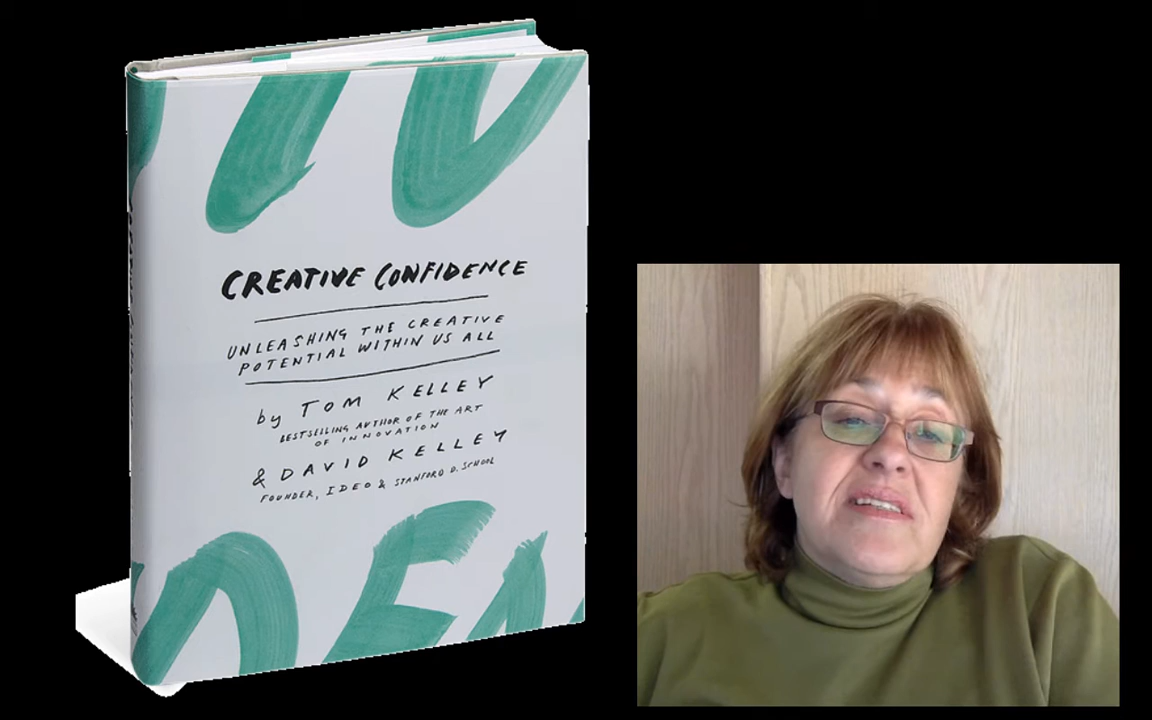 CREATIVE CONFIDENCE
UNLEASHING THE CREATIVE
POTENTIAL WITHIN US ALL
by TOM KELLEY
BESTSELLING AUTHOR OF THE ART
OF INNOVATION
& DAVID KELLEY
FOUNDER, IDEO & STANFORD D. SCHOOL